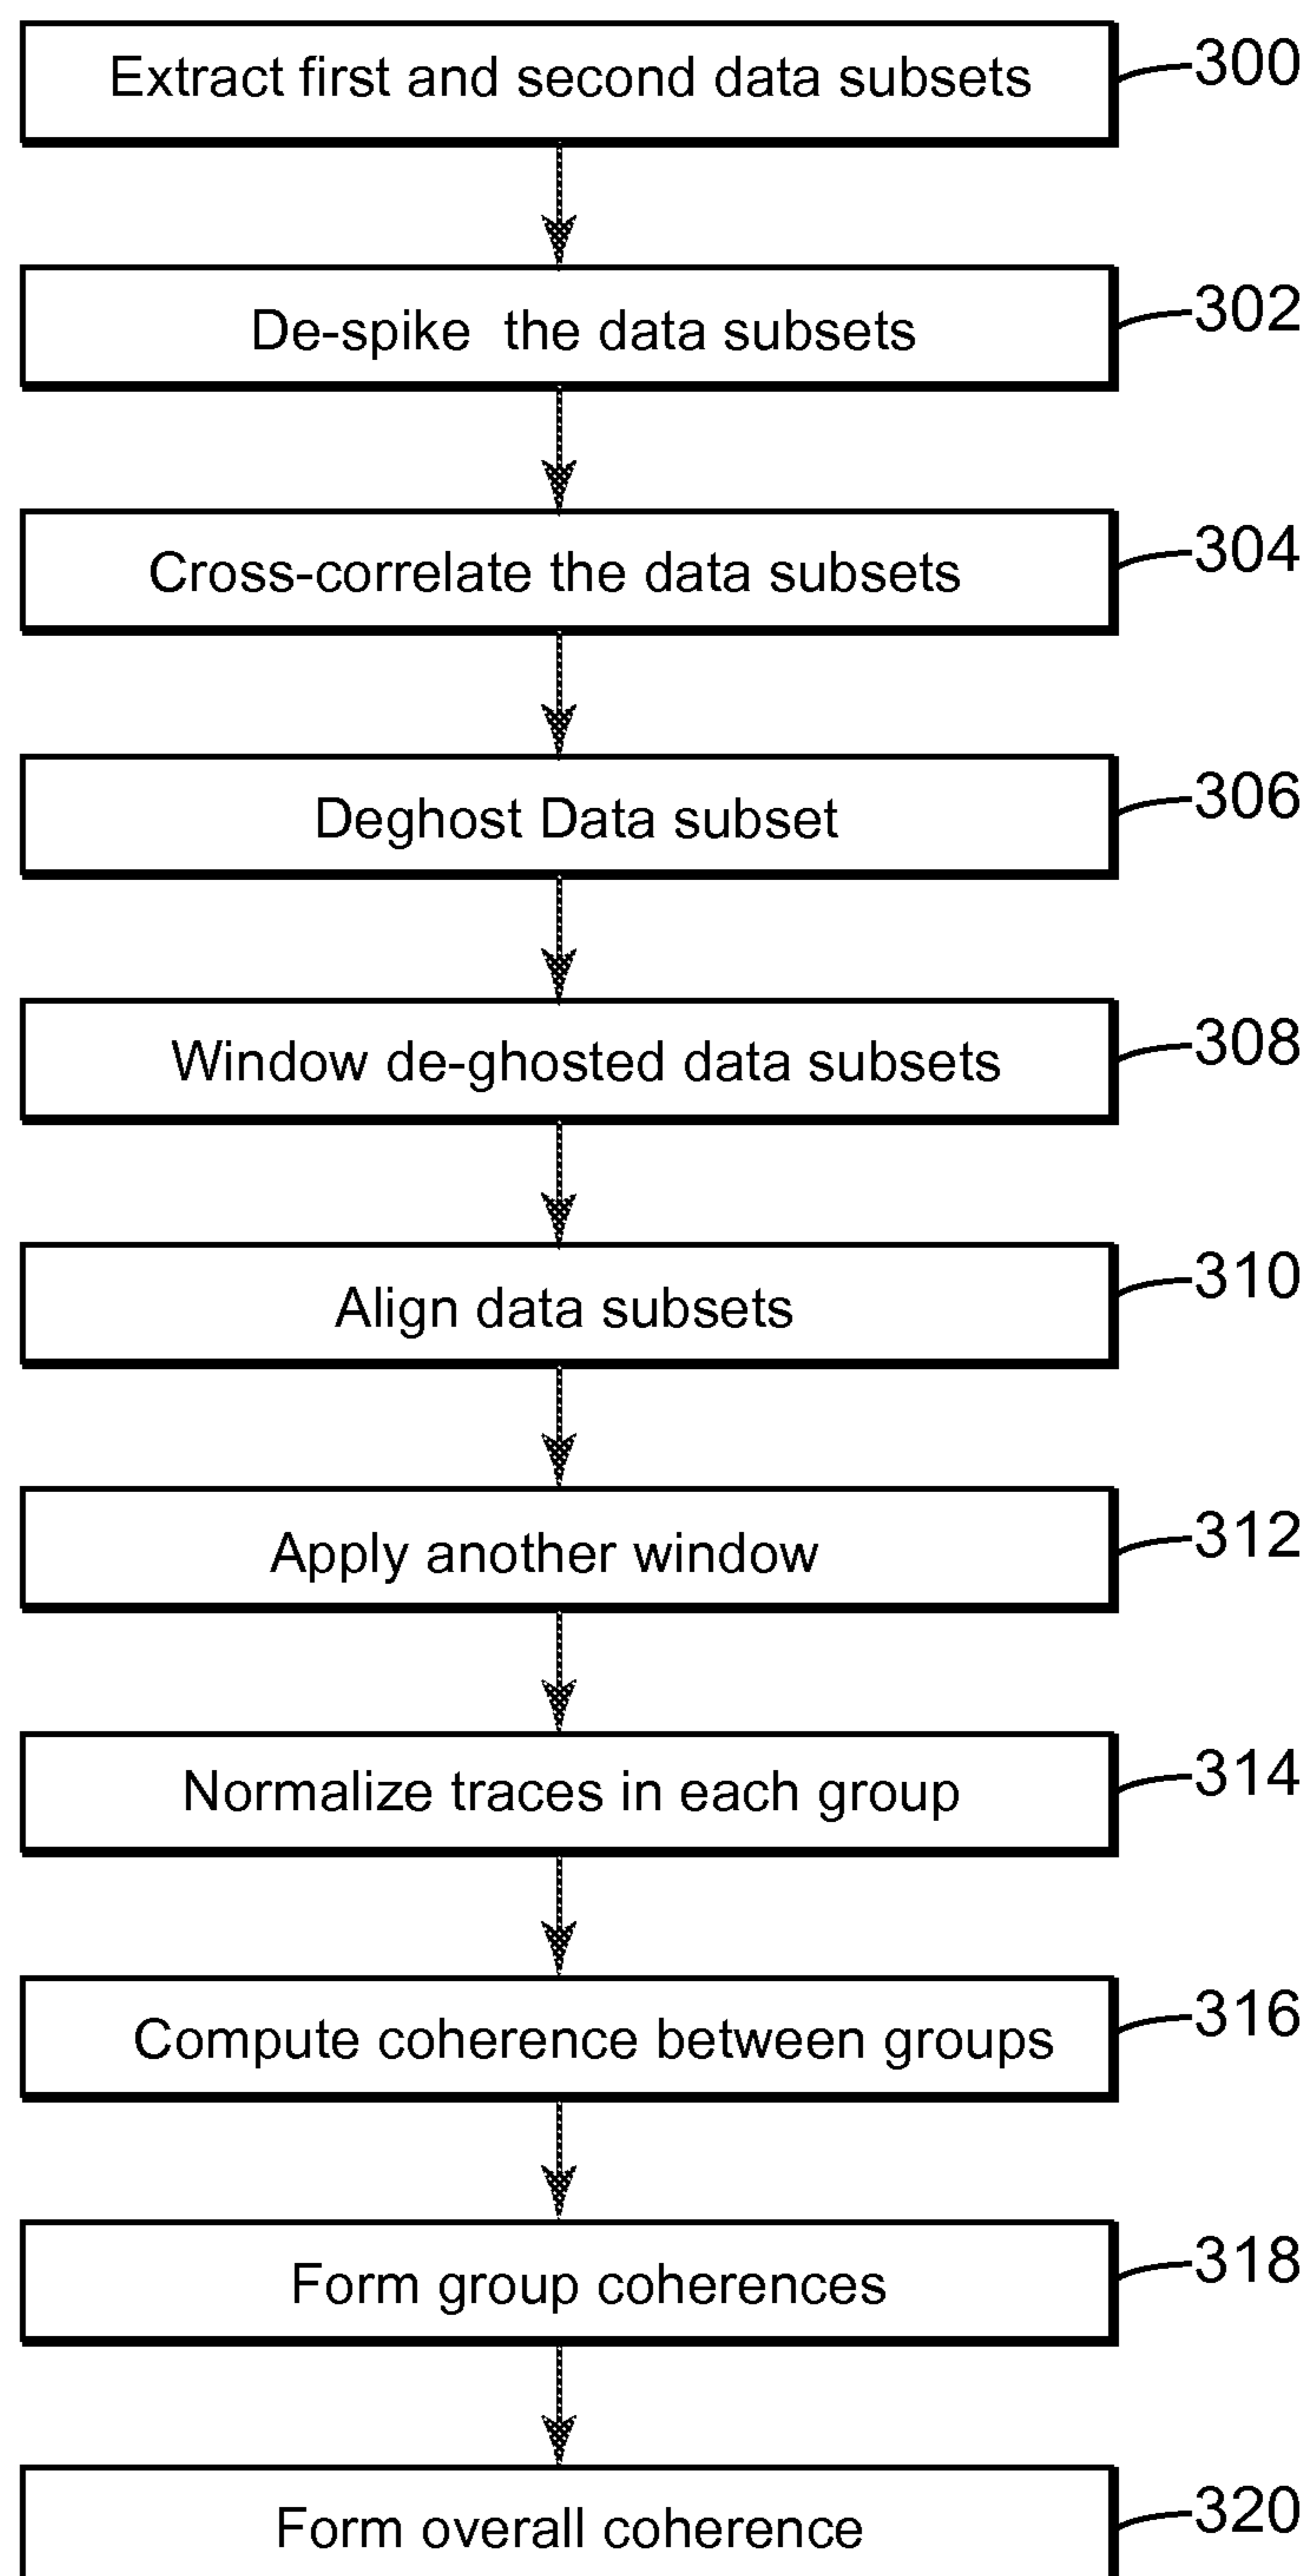 Extract first and second data subsets 300
De-spike the data subsets 302
Cross-correlate the data subsets 304
Deghost Data subset 306
Window de-ghosted data subsets 308
Align data subsets 310
Apply another window 312
Normalize traces in each group 314
Compute coherence between groups 316
Form group coherences 318
Form overall coherence 320